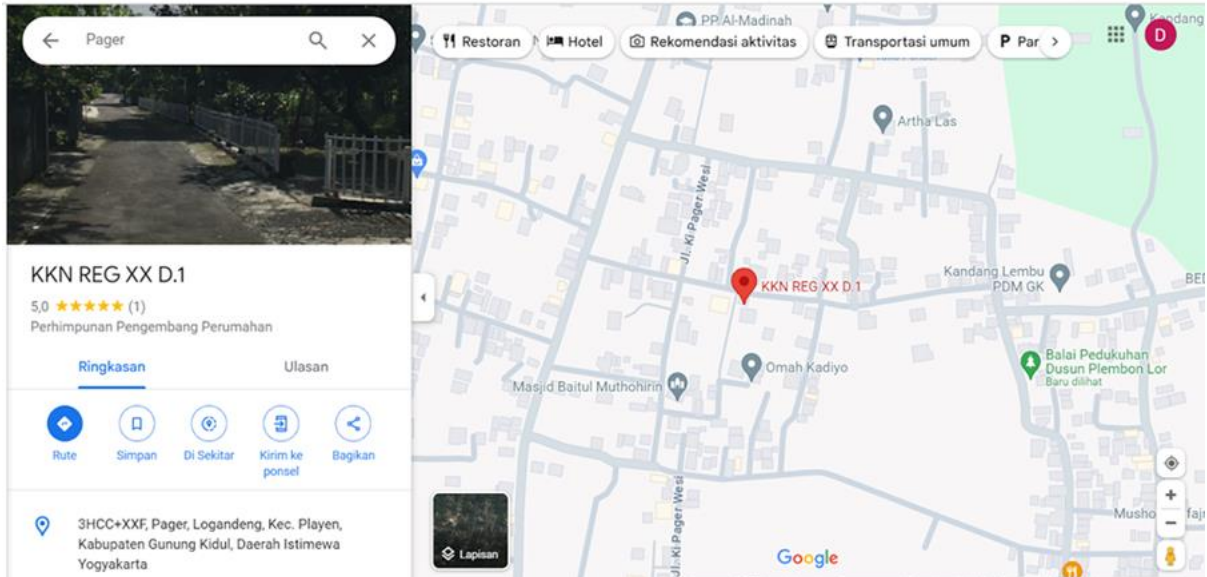 Pager
KKN REG XX D.1
5,0 ★★★★★ (1)
Perhimpunan Pengembang Perumahan
Ringkasan
Ulasan
Rute
Simpan
Di Sekitar
Kirim ke
ponsel
Bagikan
3HCC+XXF, Pager, Logandeng, Kec. Playen,
Kabupaten Gunung Kidul, Daerah Istimewa
Yogyakarta
PP. Al-Madinah
Kandang
Restoran
Hotel
Rekomendasi aktivitas
Transportasi umum
P Par
D
Artha Las
Jl. Ki Pager Wesi
KKN REG XX D.1
Kandang Lembu
PDM GK
BED
Omah Kadiyo
Balai Pedukuhan
Dusun Plembon Lor
Baru dilihat
Masjid Baitul Muthohirin
Jl. Ki Pager Wesi
Lapisan
Google